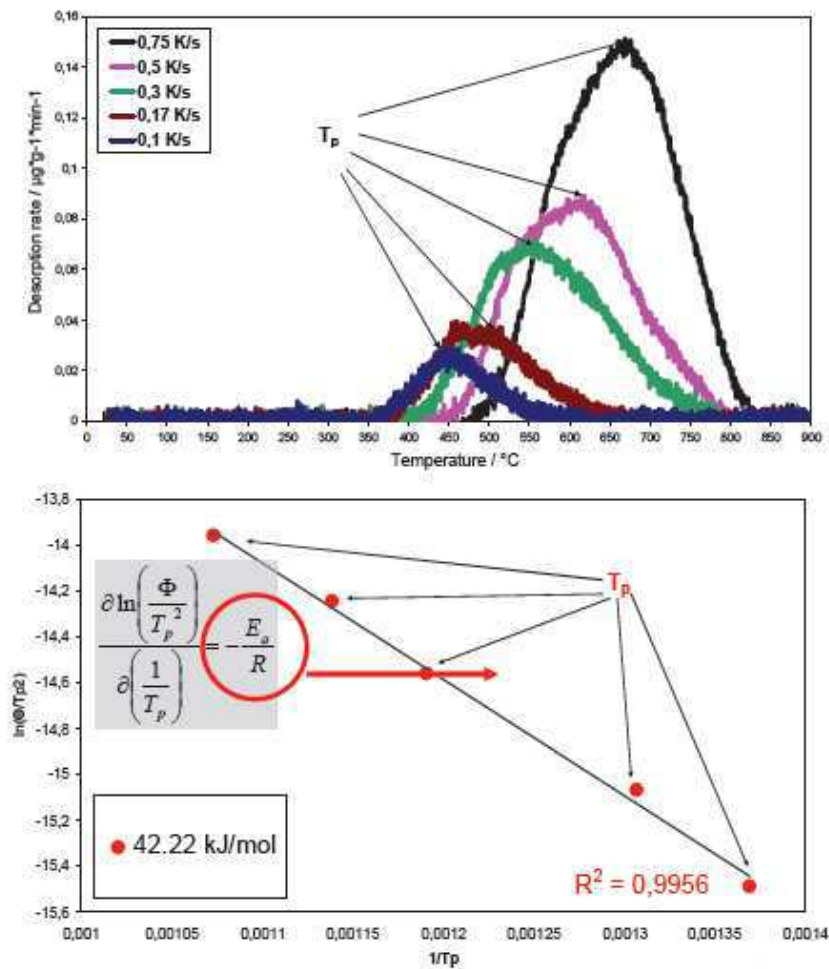 0,16
0,14
0,12
0,1
0,08
0,06
0,04
0,02
0
Desorption rate / µg*g-1*min-1
0,75 K/s
0,5 K/s
0,3 K/s
0,17 K/s
0,1 K/s
Tp
0 50 100 150 200 250 300 350 400 450 500 550 600 650 700 750 800 850 900
Temperature / °C
-13,8
-14
-14,2
-14,4
-14,6
-14,8
-15
-15,2
-15,4
-15,6
ln(Φ/Tp2)
∂ ln(Φ/Tp²) / ∂(1/Tp) = - Ea/R
Tp
42.22 kJ/mol
R² = 0,9956
0,001 0,00105 0,0011 0,00115 0,0012 0,00125 0,0013 0,00135 0,0014
1/Tp